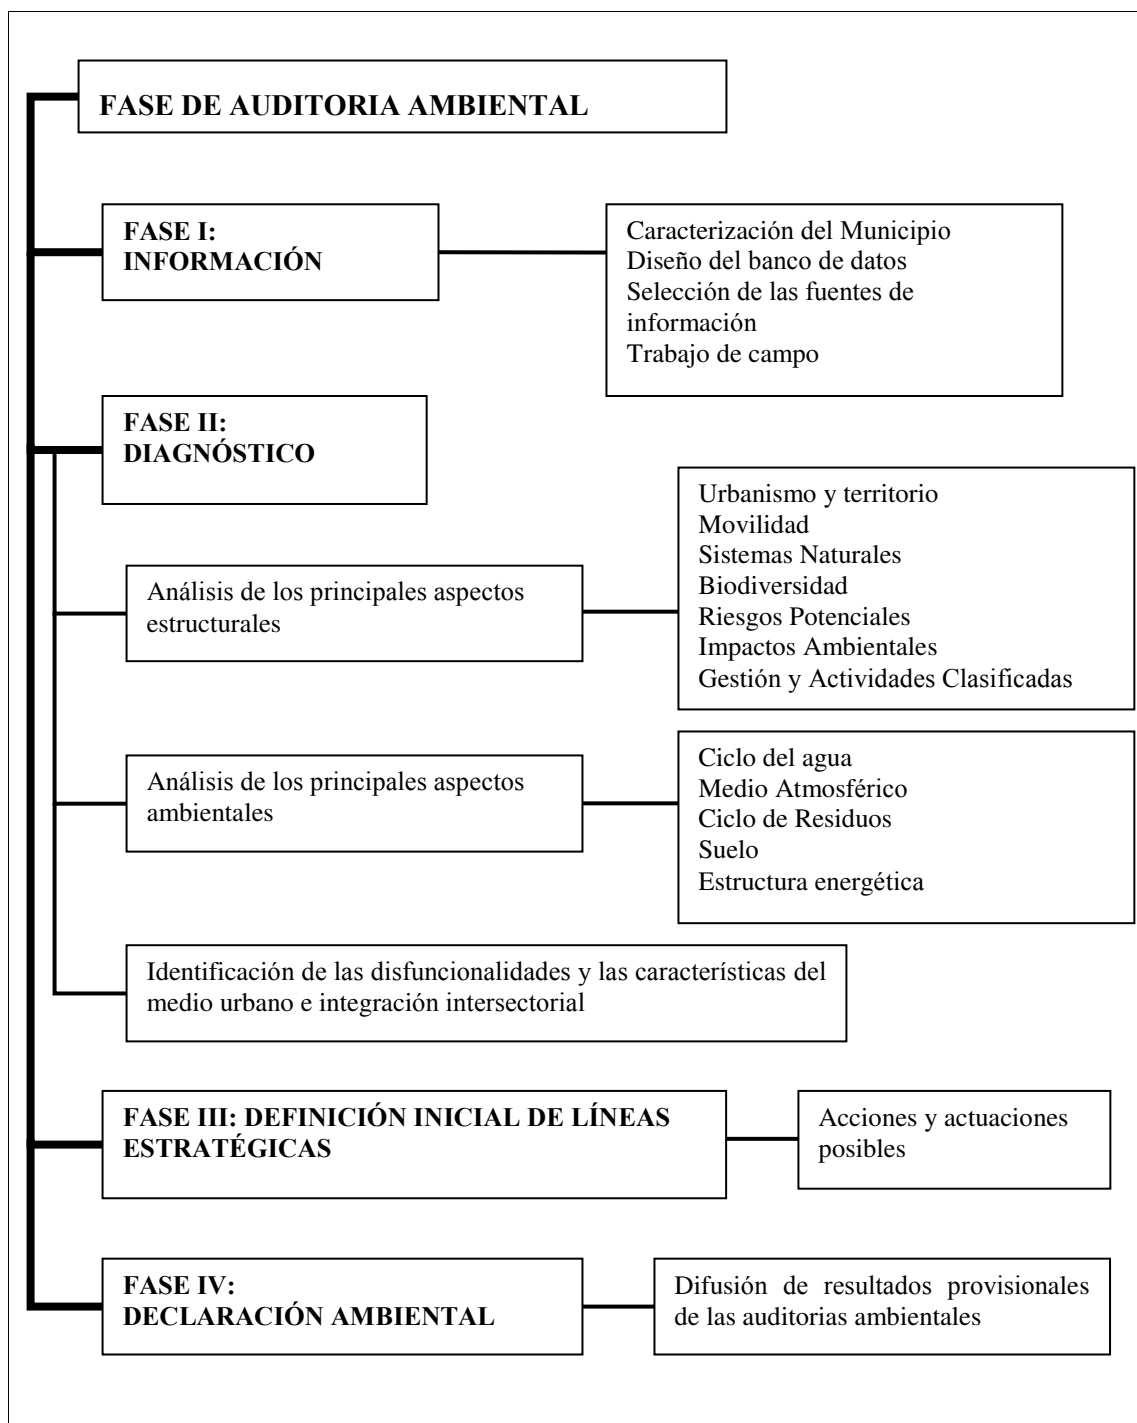 FASE DE AUDITORIA AMBIENTAL
FASE I:
INFORMACIÓN
Caracterización del Municipio
Diseño del banco de datos
Selección de las fuentes de
información
Trabajo de campo
FASE II:
DIAGNÓSTICO
Análisis de los principales aspectos
estructurales
Urbanismo y territorio
Movilidad
Sistemas Naturales
Biodiversidad
Riesgos Potenciales
Impactos Ambientales
Gestión y Actividades Clasificadas
Análisis de los principales aspectos
ambientales
Ciclo del agua
Medio Atmosférico
Ciclo de Residuos
Suelo
Estructura energética
Identificación de las disfuncionalidades y las características del
medio urbano e integración intersectorial
FASE III: DEFINICIÓN INICIAL DE LÍNEAS
ESTRATÉGICAS
Acciones y actuaciones
posibles
FASE IV:
DECLARACIÓN AMBIENTAL
Difusión de resultados provisionales
de las auditorias ambientales